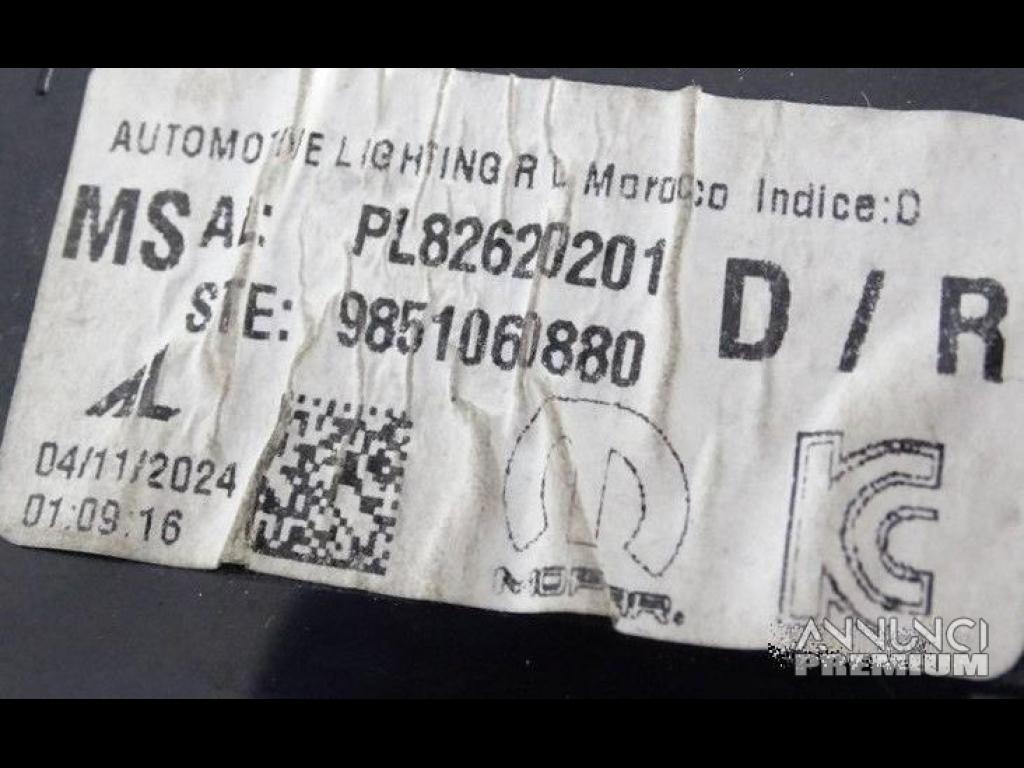 AUTOMOTIVE LIGHTING R L Morocco Indice:D
MS AL: PL82620201 D / R
STE: 9851060880
AL
04/11/2024
01:09:16
MOPAR®
KC
ANNUNCI
PREMIUM